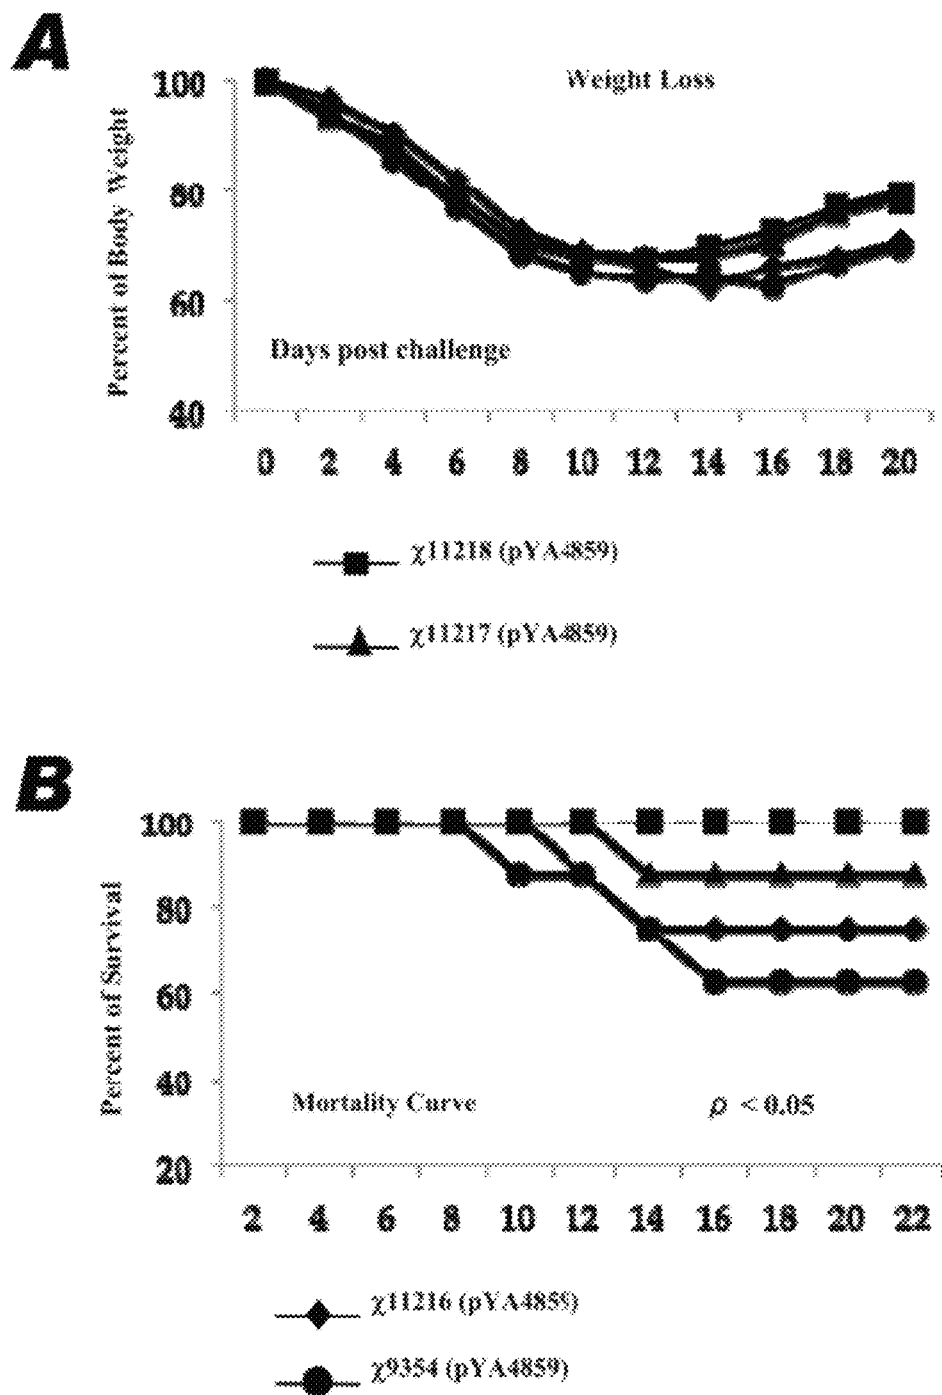 A
Weight Loss
Percent of Body Weight
100
80
60
40
Days post challenge
0 2 4 6 8 10 12 14 16 18 20
χ11218 (pYA4859)
χ11217 (pYA4859)
B
Percent of Survival
100
80
60
40
20
Mortality Curve
ρ < 0.05
2 4 6 8 10 12 14 16 18 20 22
χ11216 (pYA4859)
χ9354 (pYA4859)